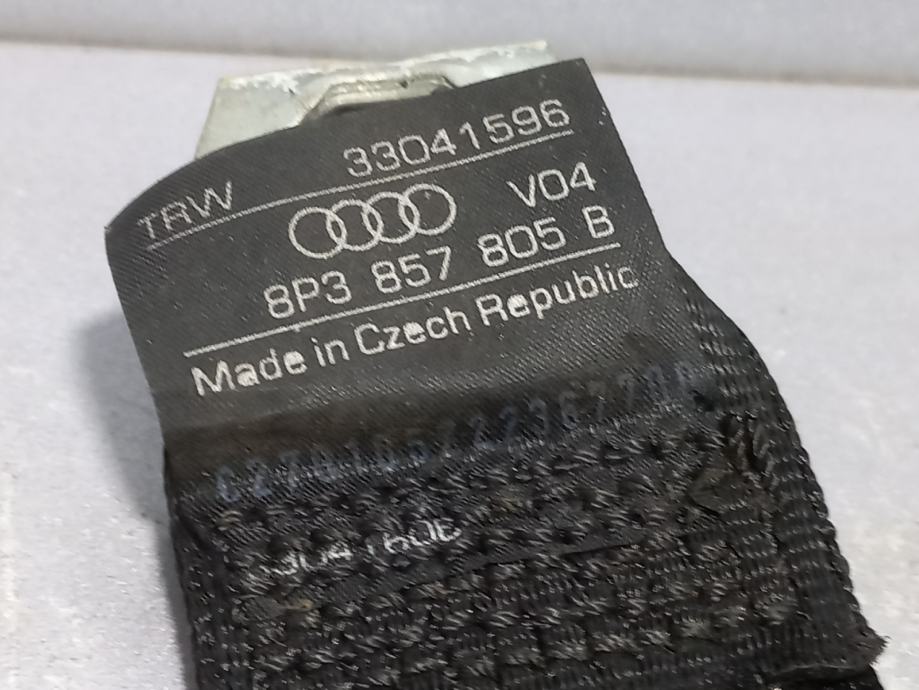 TRW 33041596
V04
8P3 857 805 B
Made in Czech Republic